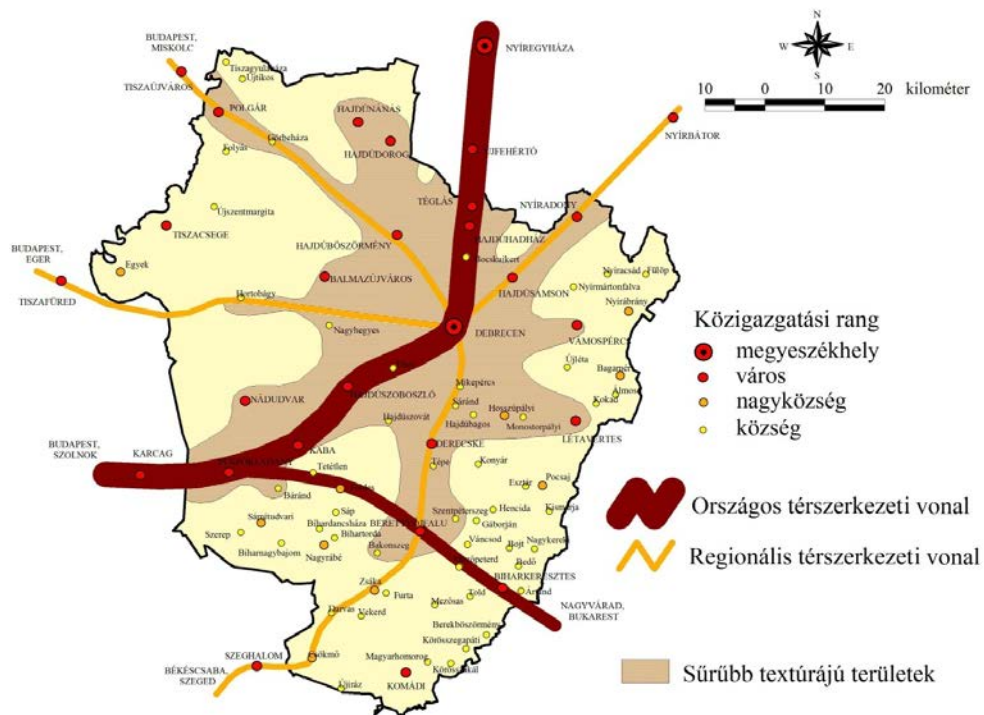 BUDAPEST,
MISKOLC
TISZAÚJVÁROS
Tiszagyulaháza
Újtikos
POLGÁR
Görbeháza
Folyás
HAJDÚNÁNÁS
HAJDÚDOROG
NYÍREGYHÁZA
ÚJFEHÉRTÓ
NYÍRBÁTOR
N
W E
S
10 0 10 20 kilométer
TÉGLÁS
NYÍRADONY
HAJDÚHADHÁZ
Bocskaikert
Újszentmargita
TISZACSEGE
HAJDÚBÖSZÖRMÉNY
BUDAPEST,
EGER
Egyek
TISZAFÜRED
BALMAZÚJVÁROS
HAJDÚSÁMSON
Nyíracsád
Fülöp
Nyírmártonfalva
Nyírábrány
Hortobágy
Nagyhegyes
DEBRECEN
VÁMOSPÉRCS
Újléta
Bagamér
Álmosd
Kokad
HAJDÚSZOBOSZLÓ
Mikepércs
NÁDUDVAR
Sáránd
Hosszúpályi
Hajdúszovát
Hajdúbagos
Monostorpályi
LÉTAVÉRTES
BUDAPEST,
SZOLNOK
KARCAG
KABA
DERECSKE
Tetétlen
Tépe
Konyár
Báránd
Esztár
Pocsaj
Sáp
Sárrétudvari
Szentpéterszeg
Hencida
Kismarja
Bihardancsháza
Bihartorda
Gáborján
Szerep
BERETTYÓÚJFALU
Váncsod
Bojt
Nagykereki
Biharnagybajom
Nagyrábé
Bakonszeg
Bedő
Zsáka
BIHARKERESZTES
Furta
Told
Ártánd
Mezősas
Darvas
Vekerd
NAGYVÁRAD,
BUKAREST
Berekböszörmény
Körösszegapáti
SZEGHALOM
Csökmő
Magyarhomorog
BÉKÉSCSABA,
SZEGED
KOMÁDI
Újiráz
Közigazgatási rang
megyeszékhely
város
nagyközség
község
Országos térszerkezeti vonal
Regionális térszerkezeti vonal
Sűrűbb textúrájú területek